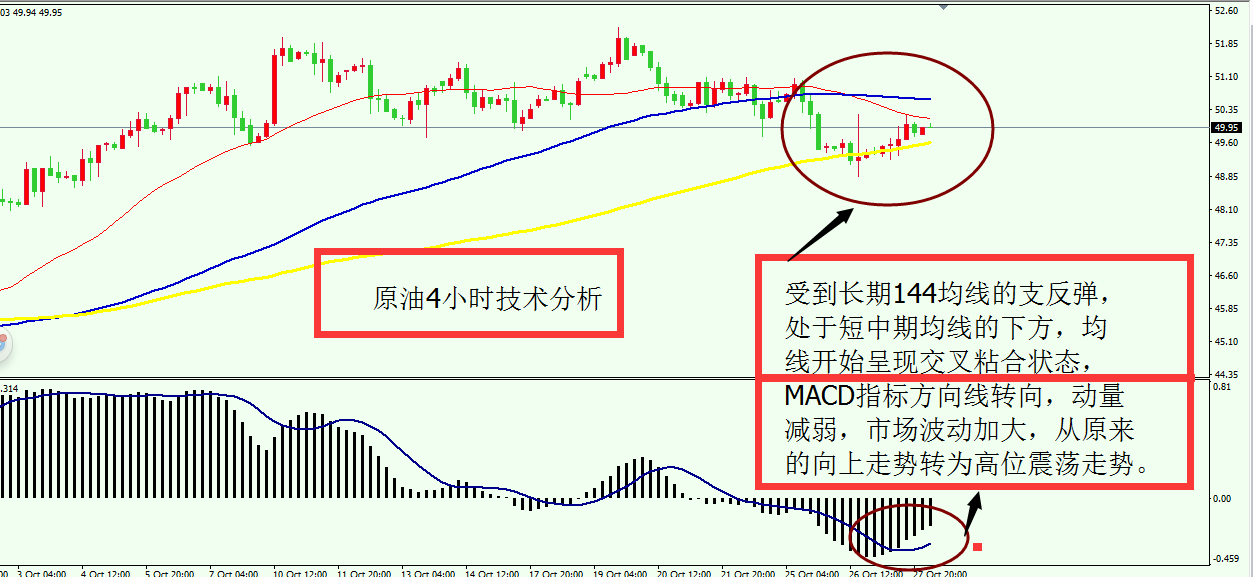 03 49.94 49.95
52.60
51.85
51.10
50.35
49.95
49.60
48.85
48.10
47.35
46.60
45.85
45.10
44.35
原油4小时技术分析
受到长期144均线的支反弹，
处于短中期均线的下方，均
线开始呈现交叉粘合状态，
MACD指标方向线转向，动量
减弱，市场波动加大，从原来
的向上走势转为高位震荡走势。
.314
0.81
0.00
-0.459
00 3 Oct 04:00 4 Oct 12:00 5 Oct 20:00 7 Oct 04:00 10 Oct 12:00 11 Oct 20:00 13 Oct 04:00 14 Oct 12:00 17 Oct 20:00 19 Oct 04:00 20 Oct 12:00 21 Oct 20:00 25 Oct 04:00 26 Oct 12:00 27 Oct 20:00